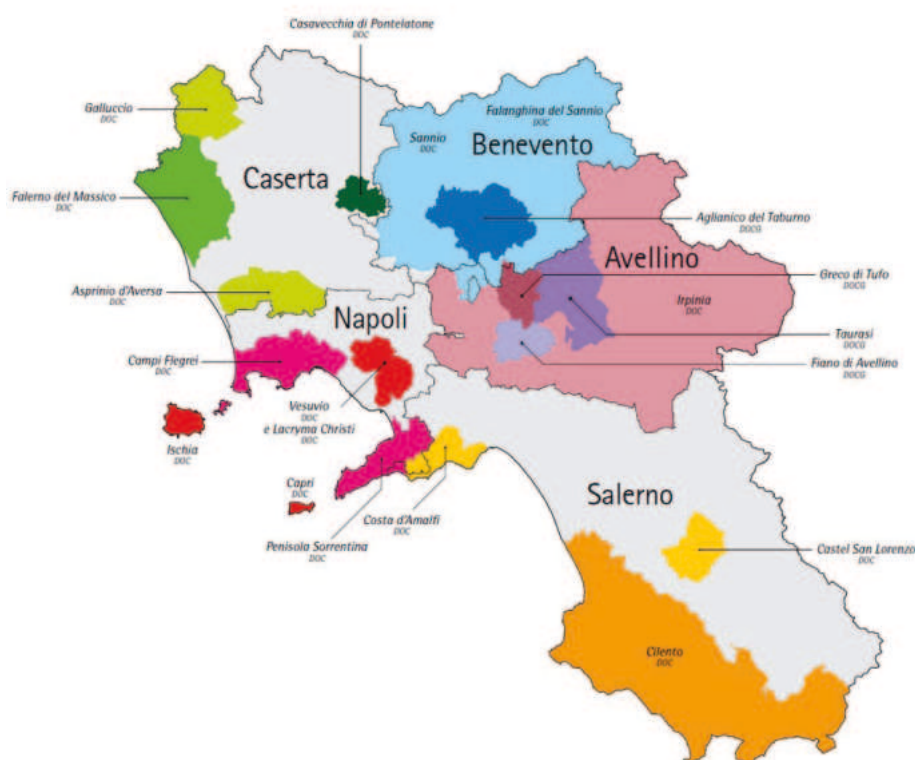 Casavecchia di Pontelatone
DOC
Galluccio
DOC
Falanghina del Sannio
DOC
Sannio
DOC
Benevento
Caserta
Falerno del Massico
DOC
Aglianico del Taburno
DOCG
Avellino
Greco di Tufo
DOCG
Asprinio d'Aversa
DOC
Irpinia
DOC
Napoli
Taurasi
DOCG
Campi Flegrei
DOC
Fiano di Avellino
DOCG
Vesuvio
DOC
e Lacryma Christi
DOC
Ischia
DOC
Capri
DOC
Salerno
Costa d'Amalfi
DOC
Penisola Sorrentina
DOC
Castel San Lorenzo
DOC
Cilento
DOC